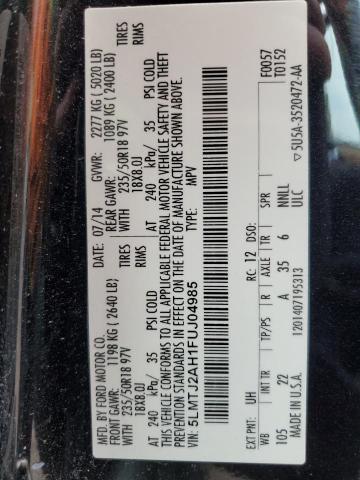 MFD. BY FORD MOTOR CO.
DATE: 07/14 GVWR: 2277 KG ( 5020 LB)
FRONT GAWR: 1198 KG ( 2640 LB) REAR GAWR: 1089 KG ( 2400 LB)
WITH 235/50R18 97V TIRES WITH 235/50R18 97V TIRES
18X8.0J RIMS 18X8.0J RIMS
AT 240 kPa/ 35 PSI COLD AT 240 kPa/ 35 PSI COLD
THIS VEHICLE CONFORMS TO ALL APPLICABLE FEDERAL MOTOR VEHICLE SAFETY AND THEFT
PREVENTION STANDARDS IN EFFECT ON THE DATE OF MANUFACTURE SHOWN ABOVE.
VIN: 5LMTJ2AH1FUJ04985 TYPE: MPV
F0057
T0152
EXT PNT: UH RC: 12 DSO:
WB INT TR TP/PS R AXLE TR SPR
105 22 A 35 6 NNLL
MADE IN U.S.A. ULC
1201407195313 ▽5U5A-3520472-AA